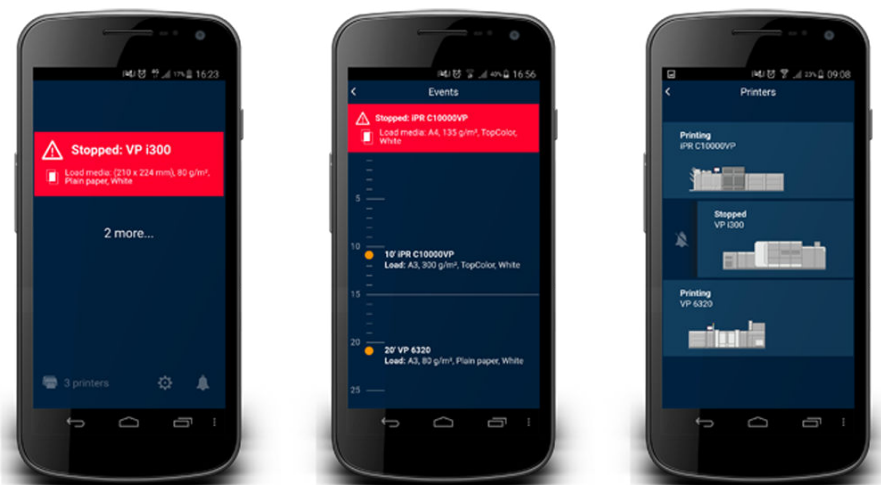 17% 16:23
Stopped: VP i300
Load media: (210 x 224 mm), 80 g/m²,
Plain paper, White
2 more...
3 printers
40% 16:56
Events
Stopped: iPR C10000VP
Load media: A4, 135 g/m², TopColor,
White
5
10
10' iPR C10000VP
Load: A3, 300 g/m², TopColor, White
15
20
20' VP 6320
Load: A3, 80 g/m², Plain paper, White
25
23% 09:08
Printers
Printing
iPR C10000VP
Stopped
VP i300
Printing
VP 6320